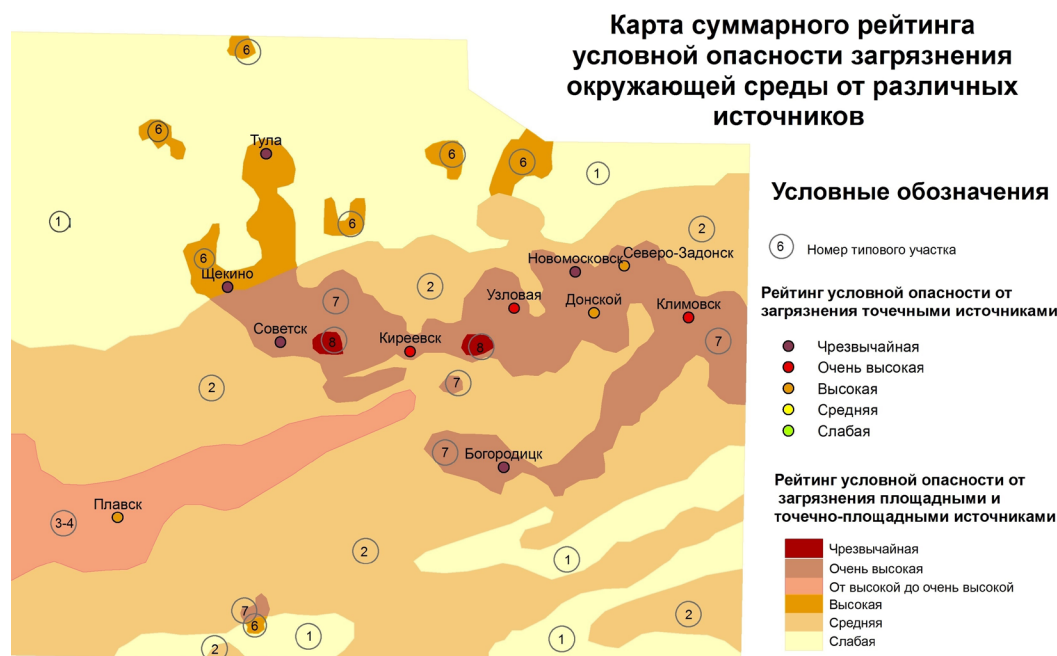 Карта суммарного рейтинга
условной опасности загрязнения
окружающей среды от различных
источников
Условные обозначения
6 Номер типового участка
Рейтинг условной опасности от
загрязнения точечными источниками
Чрезвычайная
Очень высокая
Высокая
Средняя
Слабая
Рейтинг условной опасности от
загрязнения площадными и
точечно-площадными источниками
Чрезвычайная
Очень высокая
От высокой до очень высокой
Высокая
Средняя
Слабая
6
6
Тула
6
6
1
1
6
2
6
Щекино
7
2
Новомосковск
Северо-Задонск
Узловая
Донской
Климовск
Советск
8
Киреевск
8
7
2
7
7
Богородицк
Плавск
3-4
2
1
7
6
1
2
1
2